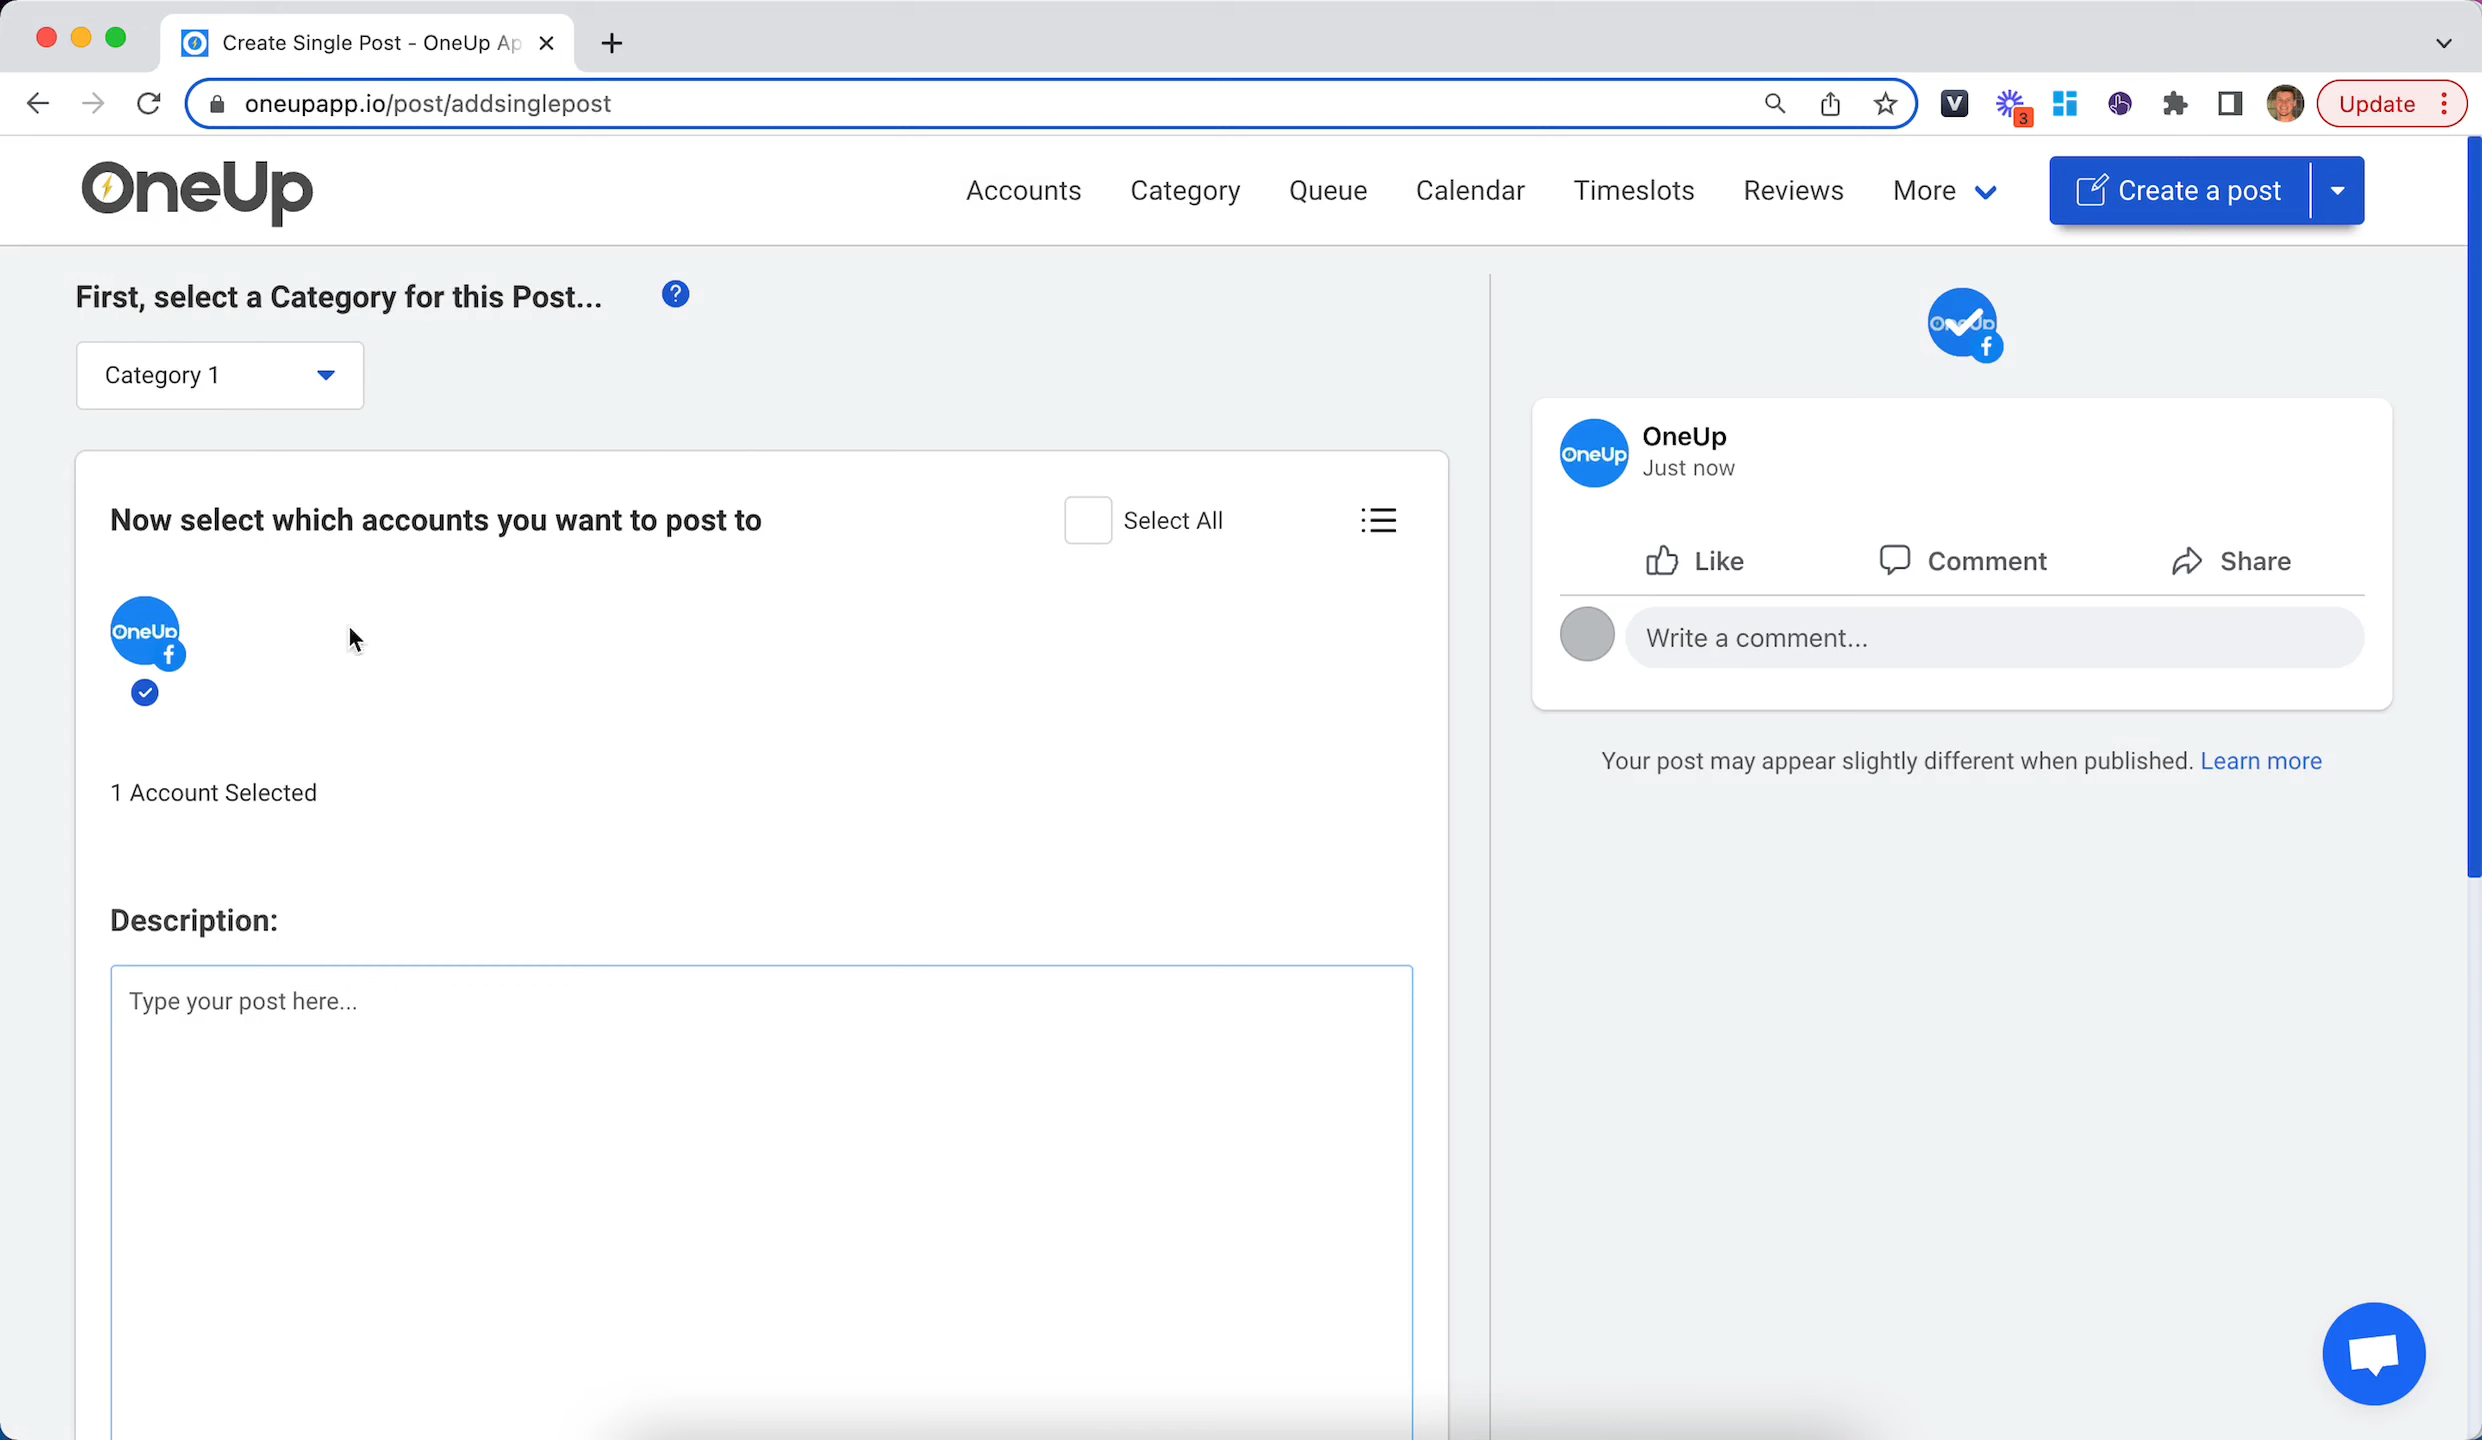 Create Single Post - OneUp Ap
oneupapp.io/post/addsinglepost
3
Update
OneUp
Accounts
Category
Queue
Calendar
Timeslots
Reviews
More
Create a post
First, select a Category for this Post...
?
Category 1
Now select which accounts you want to post to
Select All
OneUp
1 Account Selected
Description:
Type your post here...
OneUp
OneUp
OneUp
Just now
Like
Comment
Share
Write a comment...
Your post may appear slightly different when published. Learn more